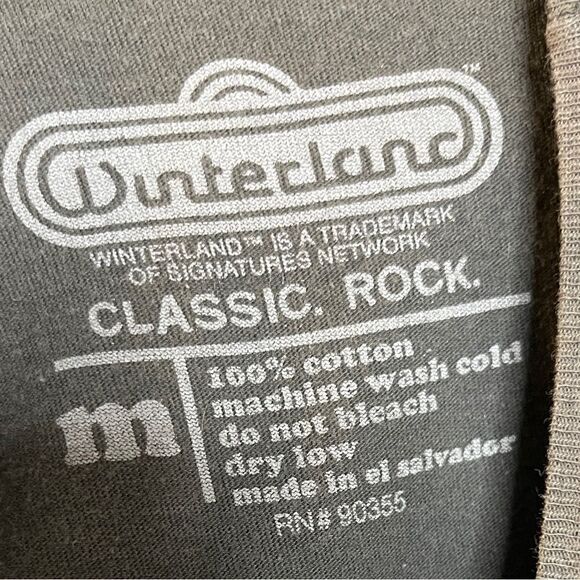 Winterland™
WINTERLAND™ IS A TRADEMARK
OF SIGNATURES NETWORK
CLASSIC. ROCK.
m
100% cotton
machine wash cold
do not bleach
dry low
made in el salvador
RN# 90355